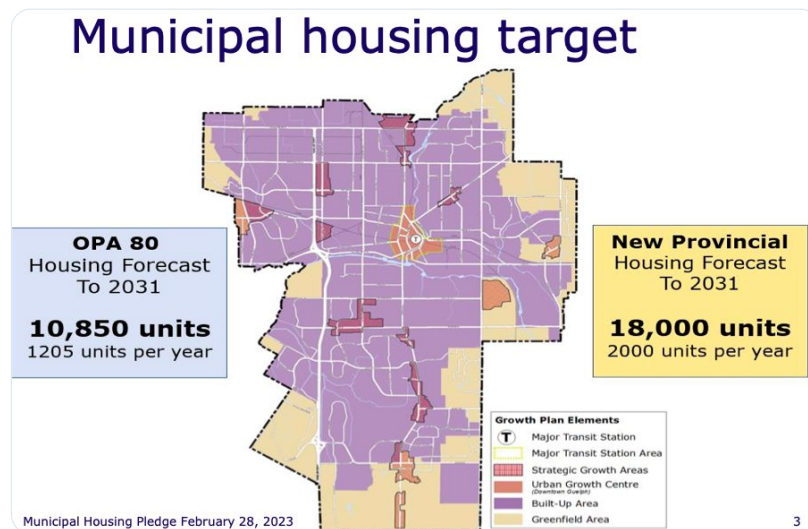 Municipal housing target
OPA 80
Housing Forecast
To 2031
10,850 units
1205 units per year
T
New Provincial
Housing Forecast
To 2031
18,000 units
2000 units per year
Growth Plan Elements
T Major Transit Station
Major Transit Station Area
Strategic Growth Areas
Urban Growth Centre
(Downtown Guelph)
Built-Up Area
Greenfield Area
Municipal Housing Pledge February 28, 2023
3